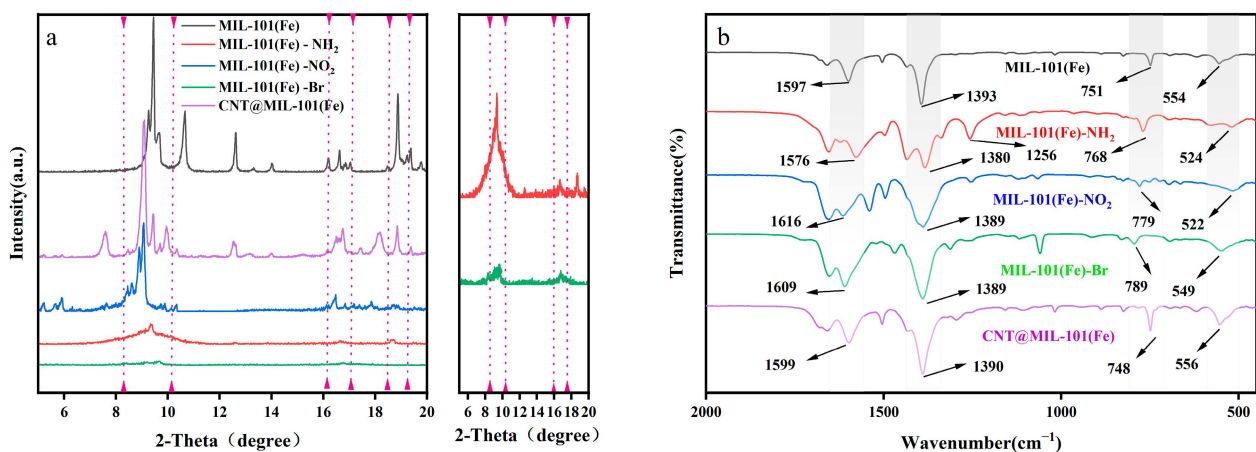 a
MIL-101(Fe)
MIL-101(Fe) - NH₂
MIL-101(Fe) -NO₂
MIL-101(Fe) -Br
CNT@MIL-101(Fe)
Intensity(a.u.)
6 8 10 12 14 16 18 20
2-Theta（degree）
4 6 8 10 12 14 16 18 20
2-Theta（degree）
b
Transmittance(%)
MIL-101(Fe)
1597
1393
751
554
MIL-101(Fe)-NH₂
1576
1380
1256
768
524
MIL-101(Fe)-NO₂
1616
1389
779
522
MIL-101(Fe)-Br
1609
1389
789
549
CNT@MIL-101(Fe)
1599
1390
748
556
2000 1500 1000 500
Wavenumber(cm⁻¹)